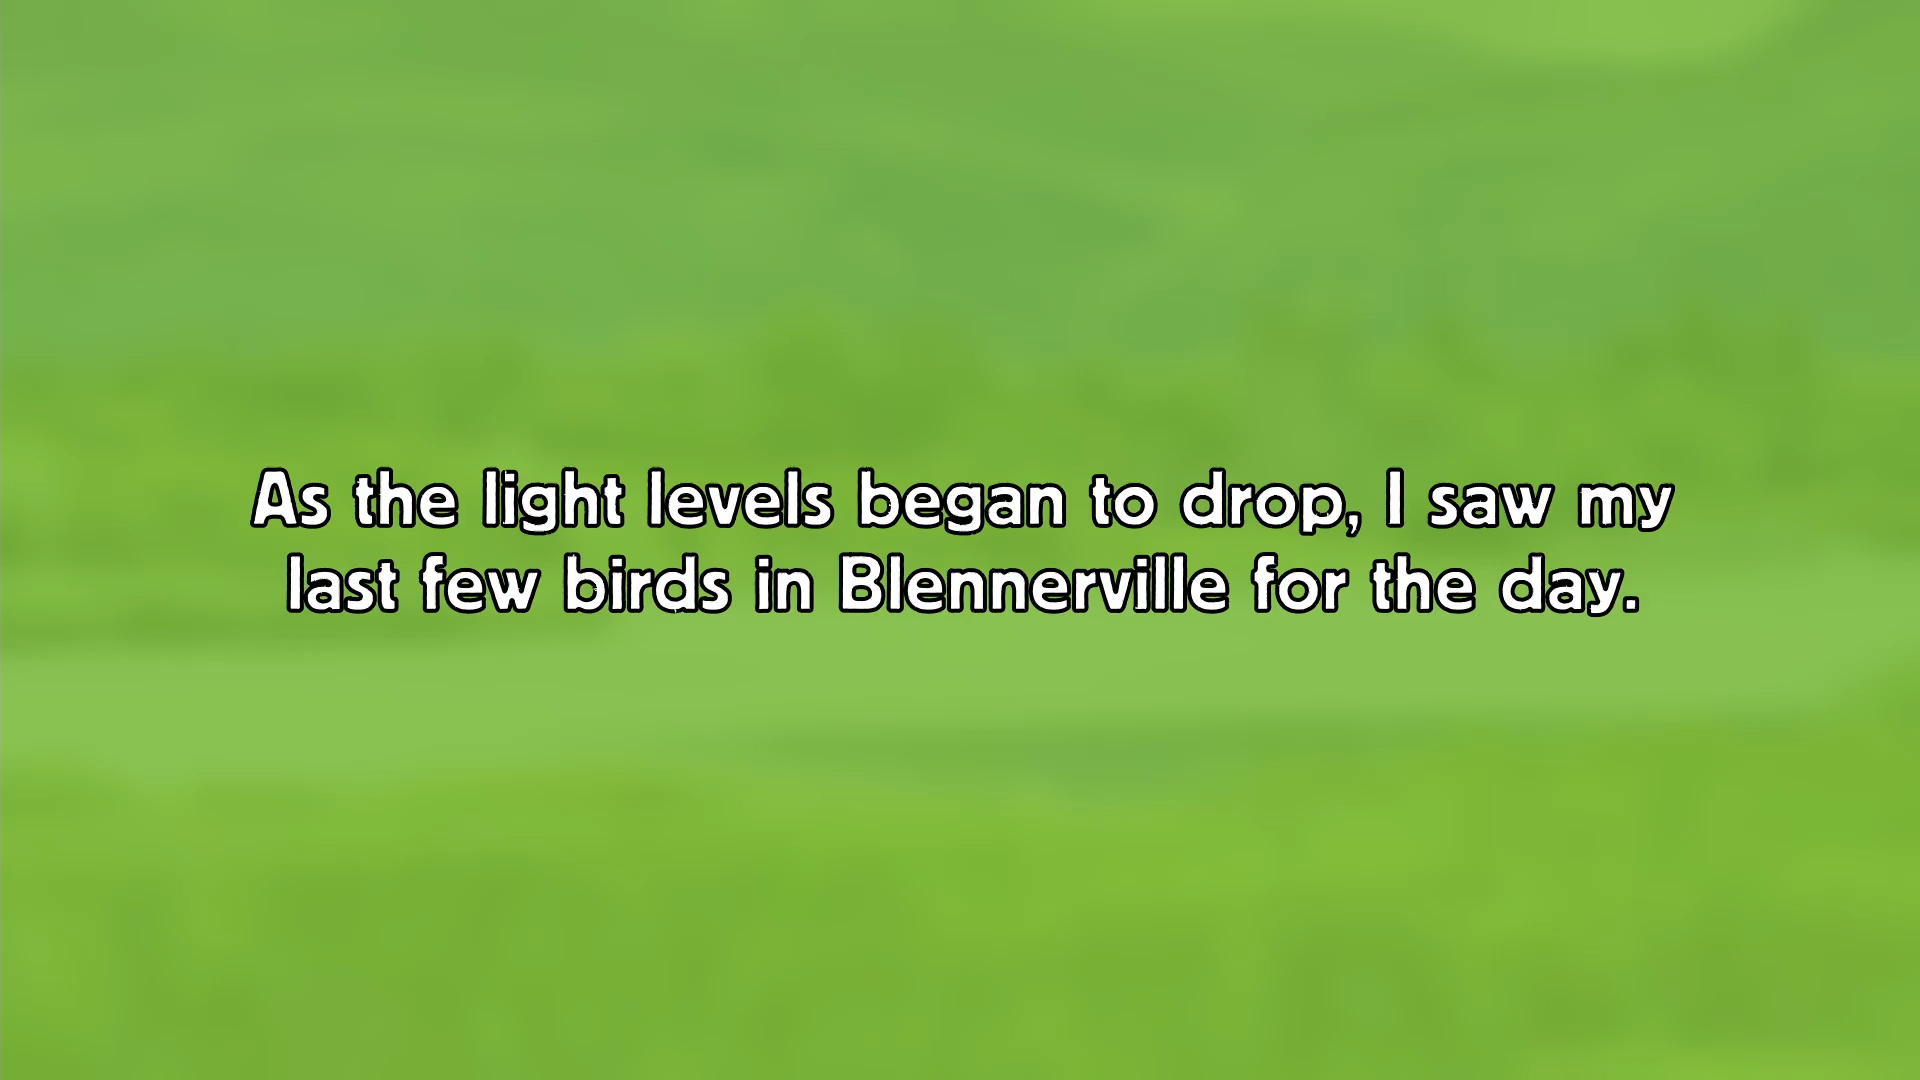 As the light levels began to drop, I saw my
last few birds in Blennerville for the day.